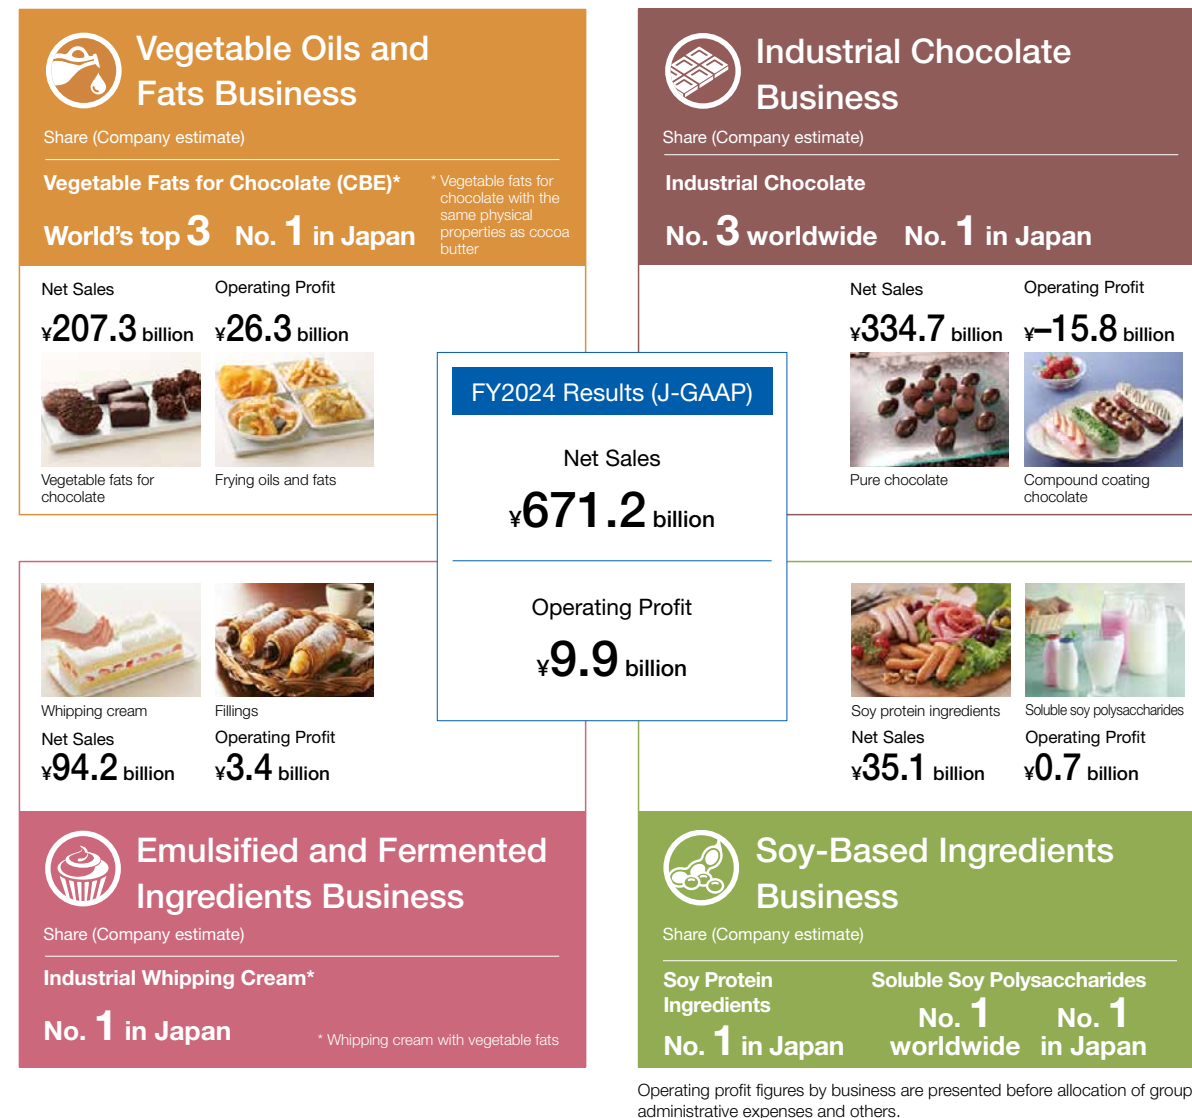 Vegetable Oils and
Fats Business
Share (Company estimate)
Vegetable Fats for Chocolate (CBE)*
* Vegetable fats for
chocolate with the
same physical
properties as cocoa
butter
World's top 3 No. 1 in Japan
Net Sales Operating Profit
¥207.3 billion ¥26.3 billion
Vegetable fats for
chocolate
Frying oils and fats
Industrial Chocolate
Business
Share (Company estimate)
Industrial Chocolate
No. 3 worldwide No. 1 in Japan
Net Sales Operating Profit
¥334.7 billion ¥–15.8 billion
Pure chocolate
Compound coating
chocolate
FY2024 Results (J-GAAP)
Net Sales
¥671.2 billion
Operating Profit
¥9.9 billion
Whipping cream Fillings
Net Sales Operating Profit
¥94.2 billion ¥3.4 billion
Emulsified and Fermented
Ingredients Business
Share (Company estimate)
Industrial Whipping Cream*
No. 1 in Japan
* Whipping cream with vegetable fats
Soy protein ingredients Soluble soy polysaccharides
Net Sales Operating Profit
¥35.1 billion ¥0.7 billion
Soy-Based Ingredients
Business
Share (Company estimate)
Soy Protein
Ingredients
No. 1 in Japan
Soluble Soy Polysaccharides
No. 1
worldwide
No. 1
in Japan
Operating profit figures by business are presented before allocation of group
administrative expenses and others.